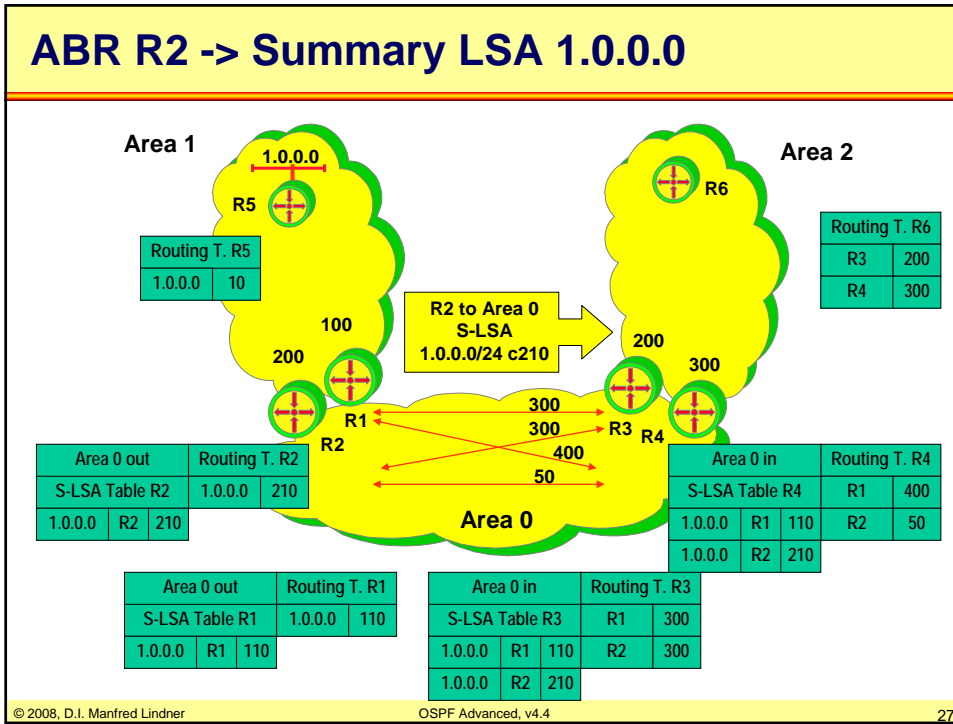 ABR R2 -> Summary LSA 1.0.0.0
Area 1
1.0.0.0
Area 2
R5
R6
Routing T. R5
1.0.0.0 10
Routing T. R6
R3 200
R4 300
R2 to Area 0
S-LSA
1.0.0.0/24 c210
100
200
200
300
R1
R2
R3
R4
300
300
400
50
Area 0
Area 0 out Routing T. R2
S-LSA Table R2 1.0.0.0 210
1.0.0.0 R2 210
Area 0 in Routing T. R4
S-LSA Table R4 R1 400
1.0.0.0 R1 110 R2 50
1.0.0.0 R2 210
Area 0 out Routing T. R1
S-LSA Table R1 1.0.0.0 110
1.0.0.0 R1 110
Area 0 in Routing T. R3
S-LSA Table R3 R1 300
1.0.0.0 R1 110 R2 300
1.0.0.0 R2 210
© 2008, D.I. Manfred Lindner OSPF Advanced, v4.4 27